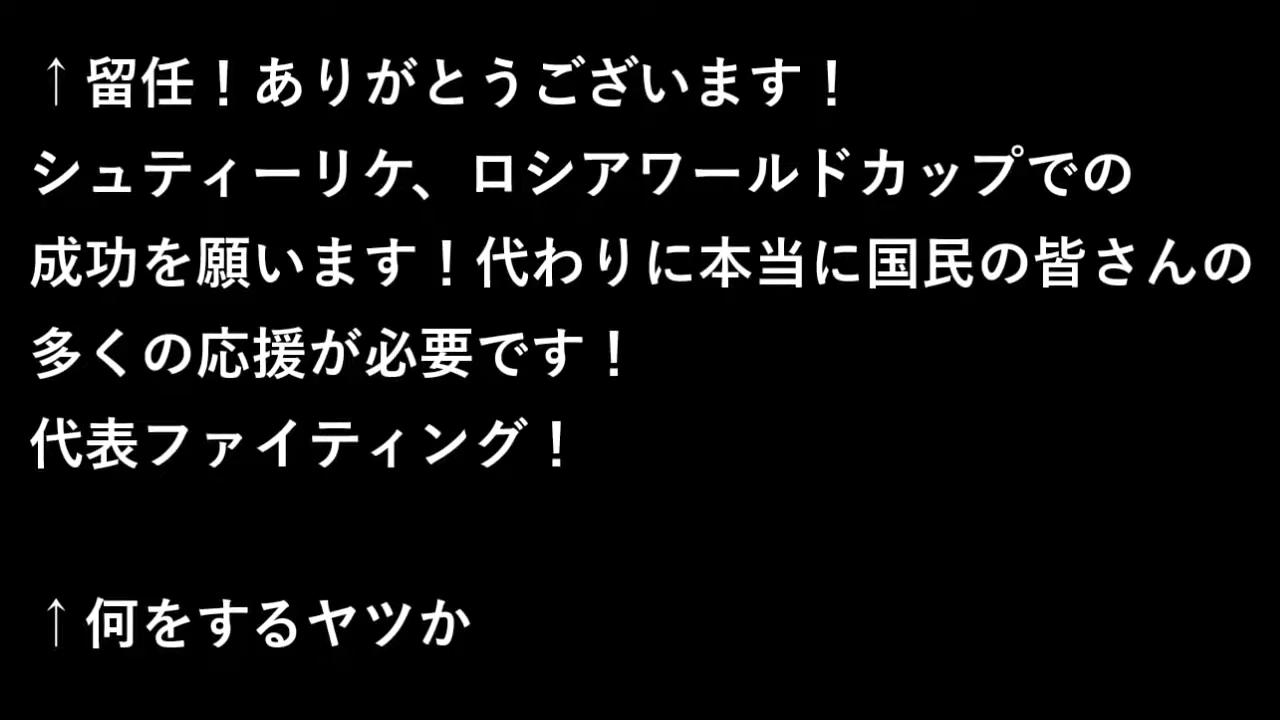 ↑留任！ありがとうございます！
シュティーリケ、ロシアワールドカップでの
成功を願います！代わりに本当に国民の皆さんの
多くの応援が必要です！
代表ファイティング！
↑何をするヤツか